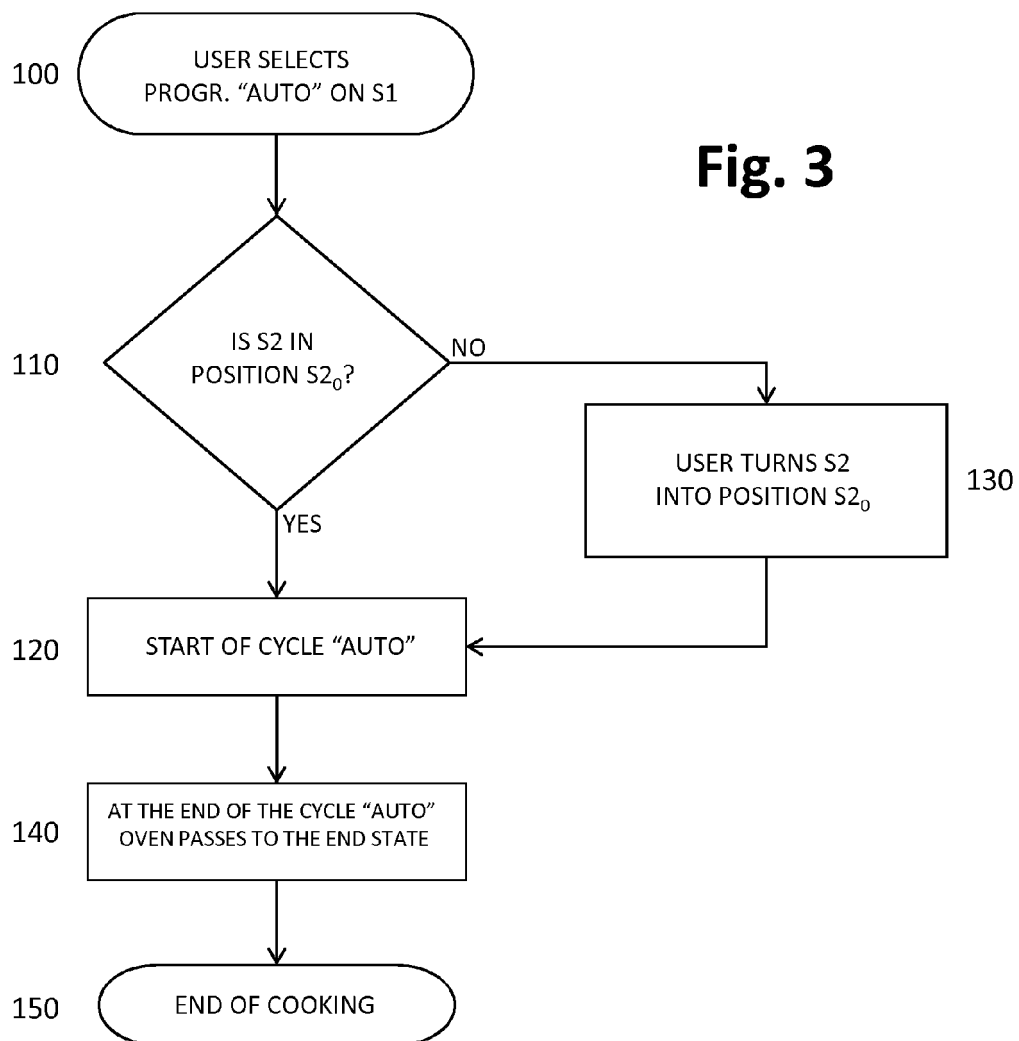 100
USER SELECTS
PROGR. “AUTO” ON S1
Fig. 3
110
IS S2 IN
POSITION S2₀?
NO
YES
USER TURNS S2
INTO POSITION S2₀
130
120
START OF CYCLE “AUTO”
140
AT THE END OF THE CYCLE “AUTO”
OVEN PASSES TO THE END STATE
150
END OF COOKING